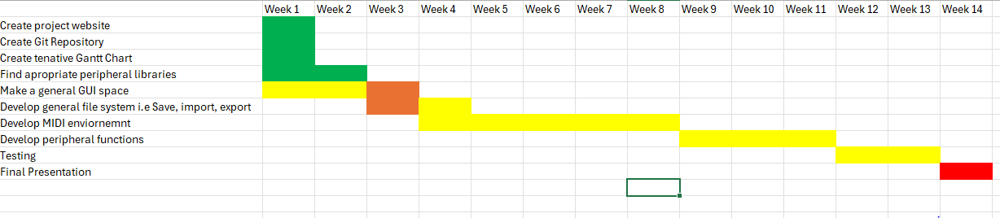 Week 1 Week 2 Week 3 Week 4 Week 5 Week 6 Week 7 Week 8 Week 9 Week 10 Week 11 Week 12 Week 13 Week 14
Create project website
Create Git Repository
Create tenative Gantt Chart
Find apropriate peripheral libraries
Make a general GUI space
Develop general file system i.e Save, import, export
Develop MIDI enviornemnt
Develop peripheral functions
Testing
Final Presentation